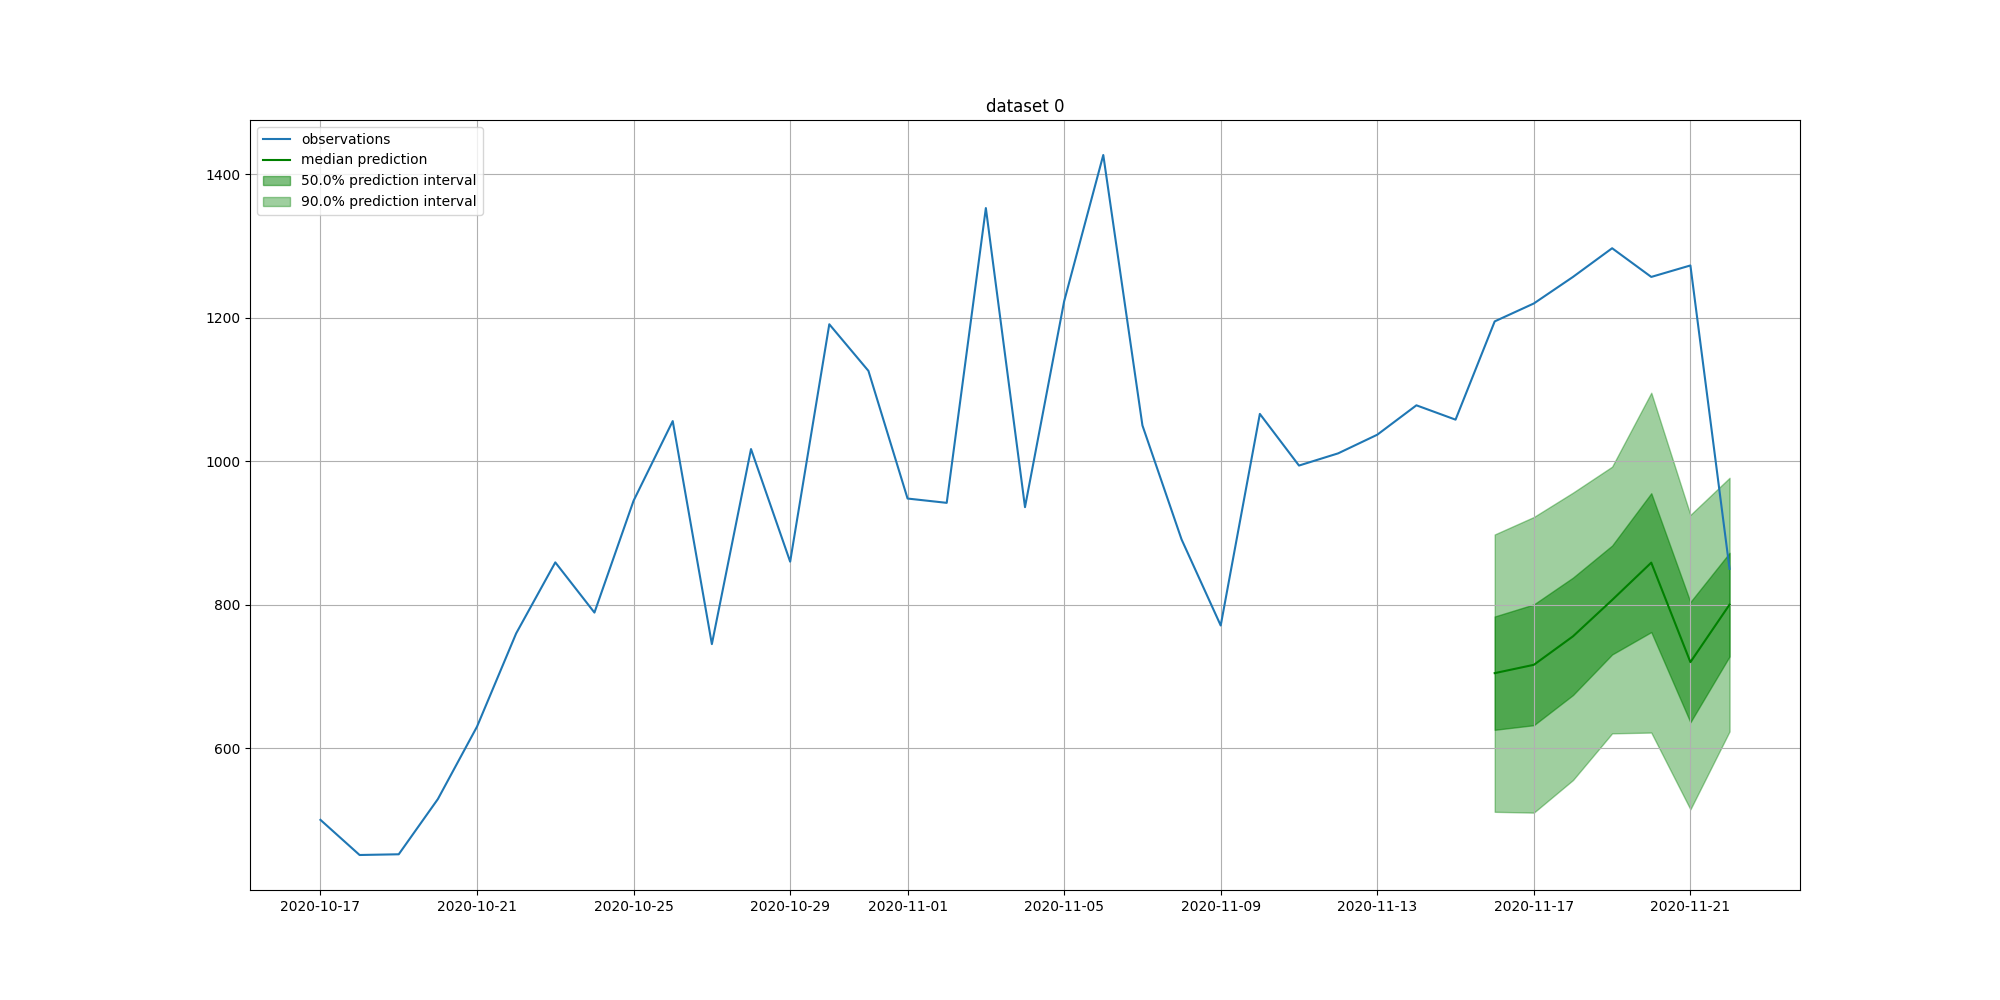 dataset 0
observations
median prediction
50.0% prediction interval
90.0% prediction interval
1400
1200
1000
800
600
2020-10-17 2020-10-21 2020-10-25 2020-10-29 2020-11-01 2020-11-05 2020-11-09 2020-11-13 2020-11-17 2020-11-21